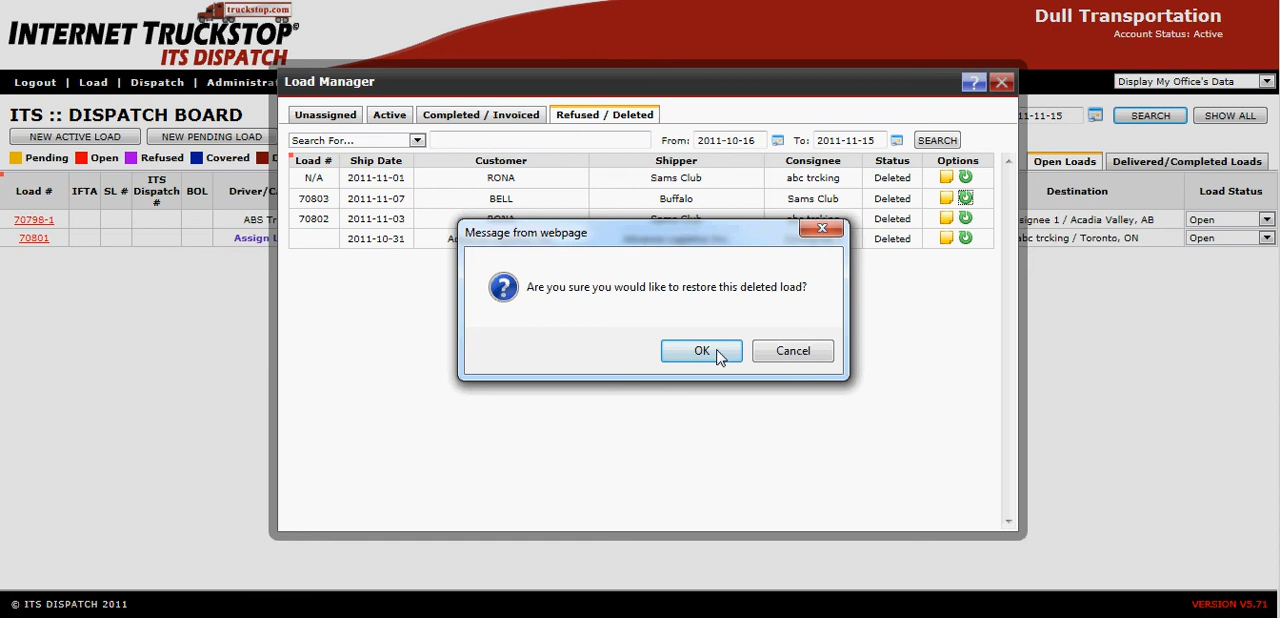 truckstop.com
INTERNET TRUCKSTOP®
ITS DISPATCH
Dull Transportation
Account Status: Active
Logout | Load | Dispatch |
Display My Office's Data
Load Manager
?
Unassigned Active Completed / Invoiced Refused / Deleted
ITS :: DISPATCH BOARD
11-15 SEARCH SHOW ALL
NEW ACTIVE LOAD NEW PENDING LOAD
Search For... From: 2011-10-16 To: 2011-11-15 SEARCH
Pending Open Refused Covered
Open Loads Delivered/Completed Loads
Load # IFTA SL # ITS Dispatch # BOL
Destination Load Status
70798-1 ABS
signee 1 / Acadia Valley, AB Open
70801 Assign
abc trcking / Toronto, ON Open
Load # Ship Date Customer Shipper Consignee Status Options
N/A 2011-11-01 RONA Sams Club abc trcking Deleted
70803 2011-11-07 BELL Buffalo Sams Club Deleted
70802 2011-11-03 RONA Sams Club Deleted
2011-10-31 Deleted
Message from webpage
Are you sure you would like to restore this deleted load?
OK Cancel
© ITS DISPATCH 2011
VERSION V5.71